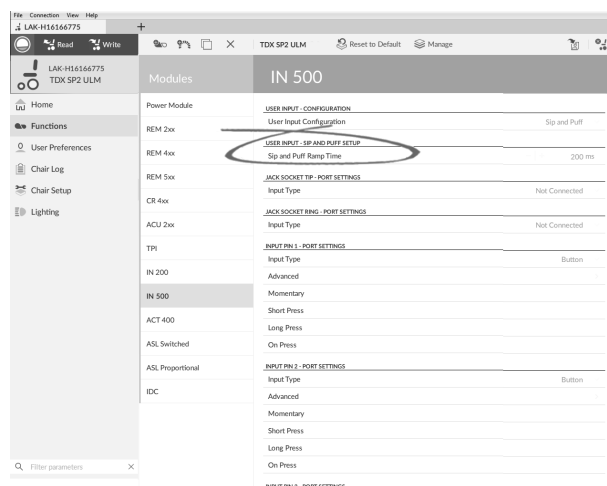 File Connection View Help
LAK-H16166775 +
Read Write TDX SP2 ULM Reset to Default Manage
LAK-H16166775
TDX SP2 ULM
Modules
IN 500
Home
Functions
User Preferences
Chair Log
Chair Setup
Lighting
Filter parameters
Power Module
REM 2xx
REM 4xx
REM 5xx
CR 4xx
ACU 2xx
TPI
IN 200
IN 500
ACT 400
ASL Switched
ASL Proportional
IDC
USER INPUT - CONFIGURATION
User Input Configuration Sip and Puff
USER INPUT - SIP AND PUFF SETUP
Sip and Puff Ramp Time 200 ms
JACK SOCKET TIP - PORT SETTINGS
Input Type Not Connected
JACK SOCKET RING - PORT SETTINGS
Input Type Not Connected
INPUT PIN 1 - PORT SETTINGS
Input Type Button
Advanced
Momentary
Short Press
Long Press
On Press
INPUT PIN 2 - PORT SETTINGS
Input Type Button
Advanced
Momentary
Short Press
Long Press
On Press